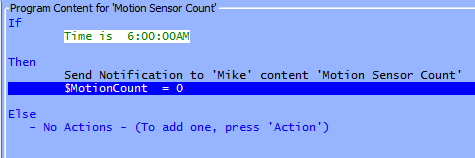 Program Content for 'Motion Sensor Count'
If
Time is 6:00:00AM
Then
Send Notification to 'Mike' content 'Motion Sensor Count'
$MotionCount = 0
Else
- No Actions - (To add one, press 'Action')